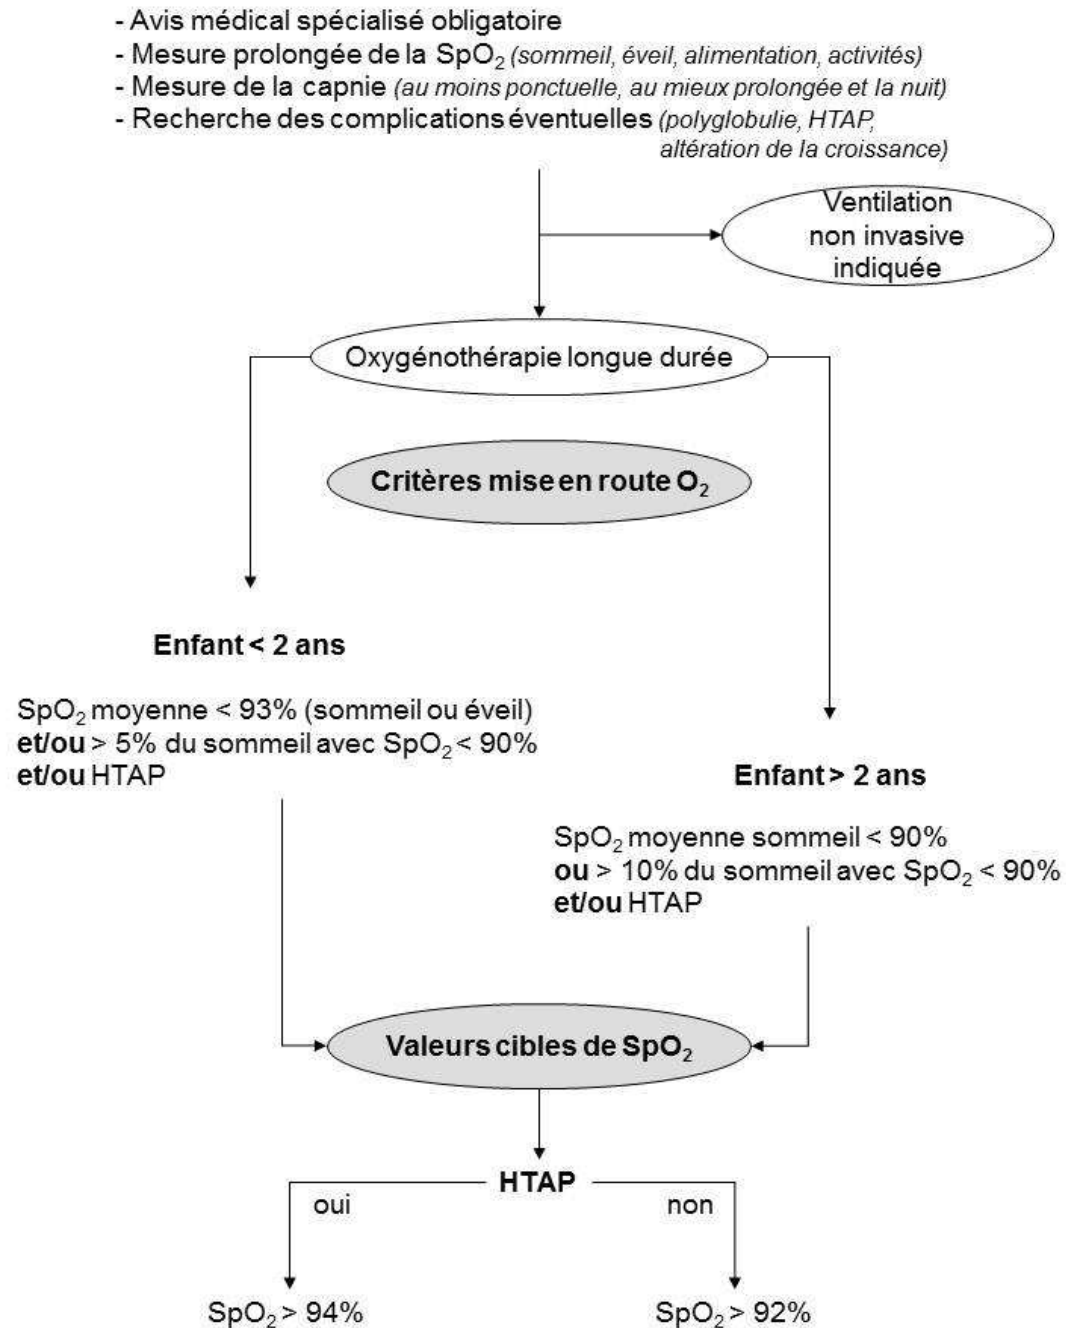 - Avis médical spécialisé obligatoire
- Mesure prolongée de la SpO₂ (sommeil, éveil, alimentation, activités)
- Mesure de la capnie (au moins ponctuelle, au mieux prolongée et la nuit)
- Recherche des complications éventuelles (polyglobulie, HTAP,
altération de la croissance)
Ventilation
non invasive
indiquée
Oxygénothérapie longue durée
Critères mise en route O₂
Enfant < 2 ans
SpO₂ moyenne < 93% (sommeil ou éveil)
et/ou > 5% du sommeil avec SpO₂ < 90%
et/ou HTAP
Enfant > 2 ans
SpO₂ moyenne sommeil < 90%
ou > 10% du sommeil avec SpO₂ < 90%
et/ou HTAP
Valeurs cibles de SpO₂
HTAP
oui
non
SpO₂ > 94%
SpO₂ > 92%